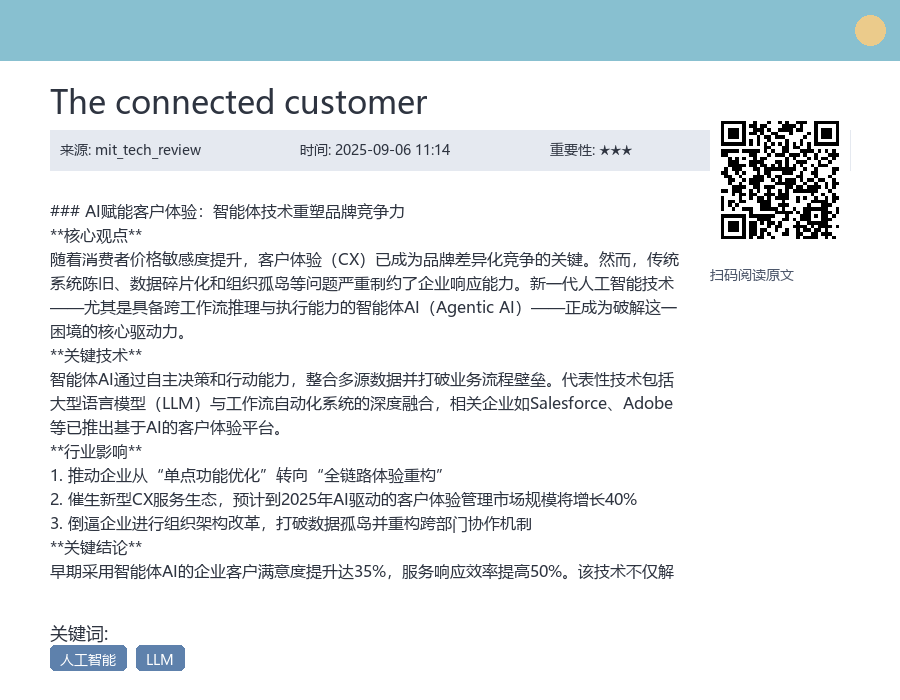 The connected customer
来源: mit_tech_review
时间: 2025-09-06 11:14
重要性: ★★★
### AI赋能客户体验：智能体技术重塑品牌竞争力
**核心观点**
随着消费者价格敏感度提升，客户体验（CX）已成为品牌差异化竞争的关键。然而，传统
系统陈旧、数据碎片化和组织孤岛等问题严重制约了企业响应能力。新一代人工智能技术
——尤其是具备跨工作流推理与执行能力的智能体AI（Agentic AI）——正成为破解这一
困境的核心驱动力。
**关键技术**
智能体AI通过自主决策和行动能力，整合多源数据并打破业务流程壁垒。代表性技术包括
大型语言模型（LLM）与工作流自动化系统的深度融合，相关企业如Salesforce、Adobe
等已推出基于AI的客户体验平台。
**行业影响**
1. 推动企业从“单点功能优化”转向“全链路体验重构”
2. 催生新型CX服务生态，预计到2025年AI驱动的客户体验管理市场规模将增长40%
3. 倒逼企业进行组织架构改革，打破数据孤岛并重构跨部门协作机制
**关键结论**
早期采用智能体AI的企业客户满意度提升达35%，服务响应效率提高50%。该技术不仅解
扫码阅读原文
关键词:
人工智能
LLM